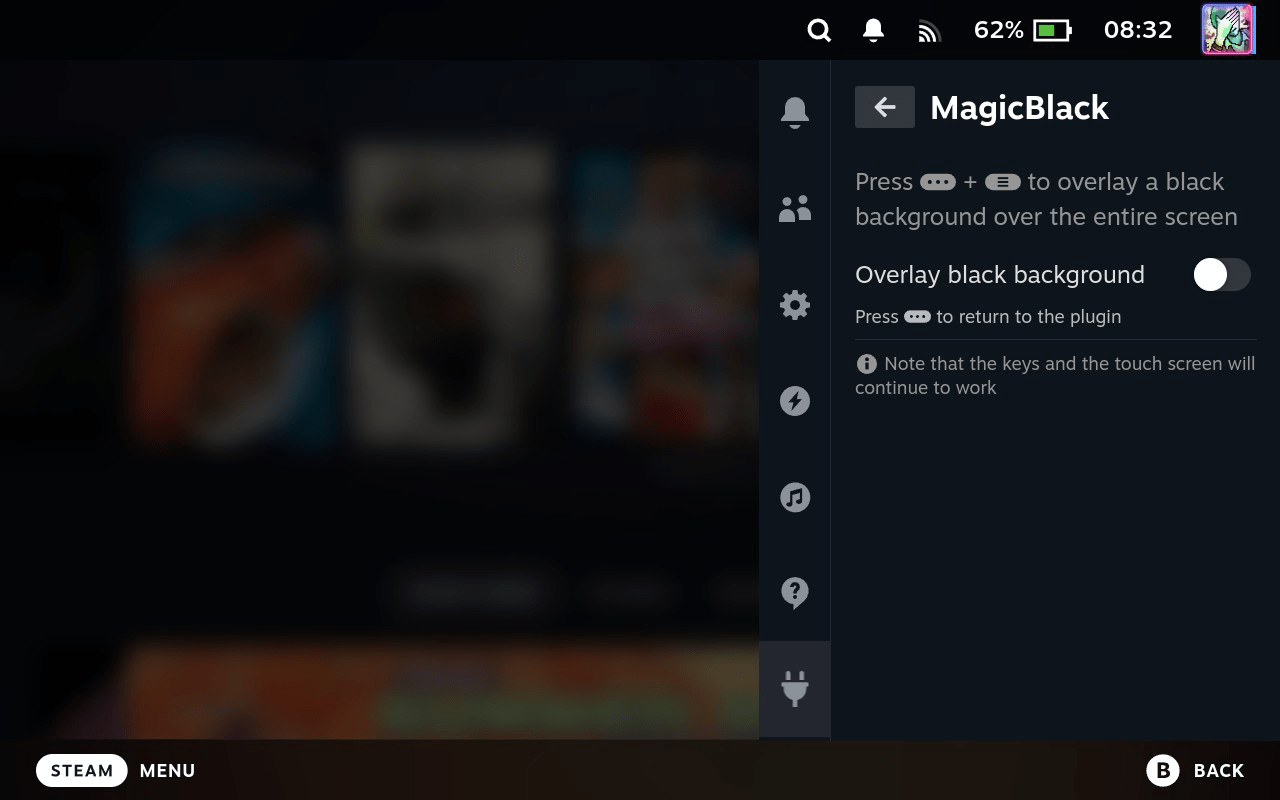 62%
08:32
MagicBlack
Press + to overlay a black
background over the entire screen
Overlay black background
Press to return to the plugin
Note that the keys and the touch screen will
continue to work
STEAM MENU
B BACK